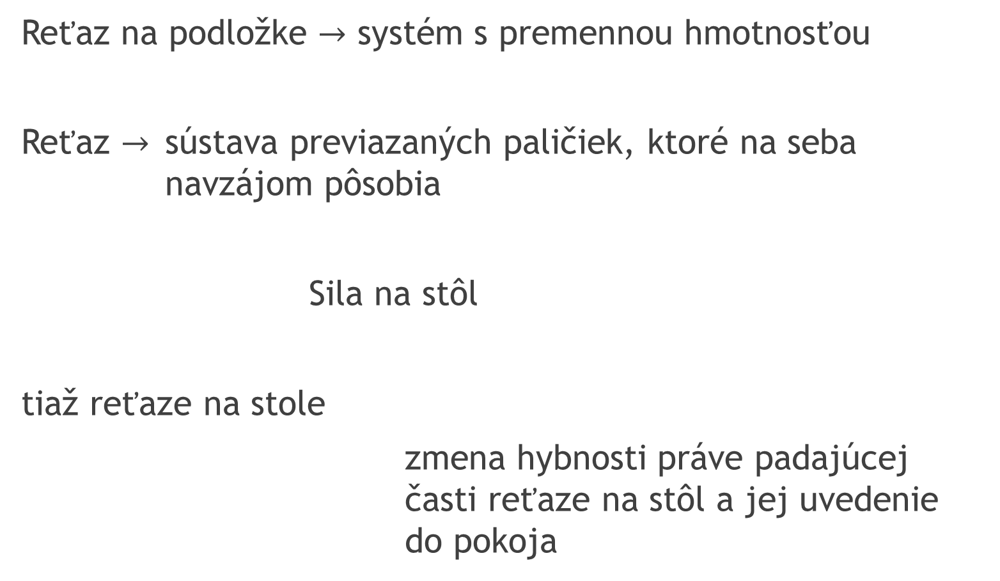 Reťaz na podložke → systém s premennou hmotnosťou
Reťaz → sústava previazaných paličiek, ktoré na seba
navzájom pôsobia
Sila na stôl
tiaž reťaze na stole
zmena hybnosti práve padajúcej
časti reťaze na stôl a jej uvedenie
do pokoja